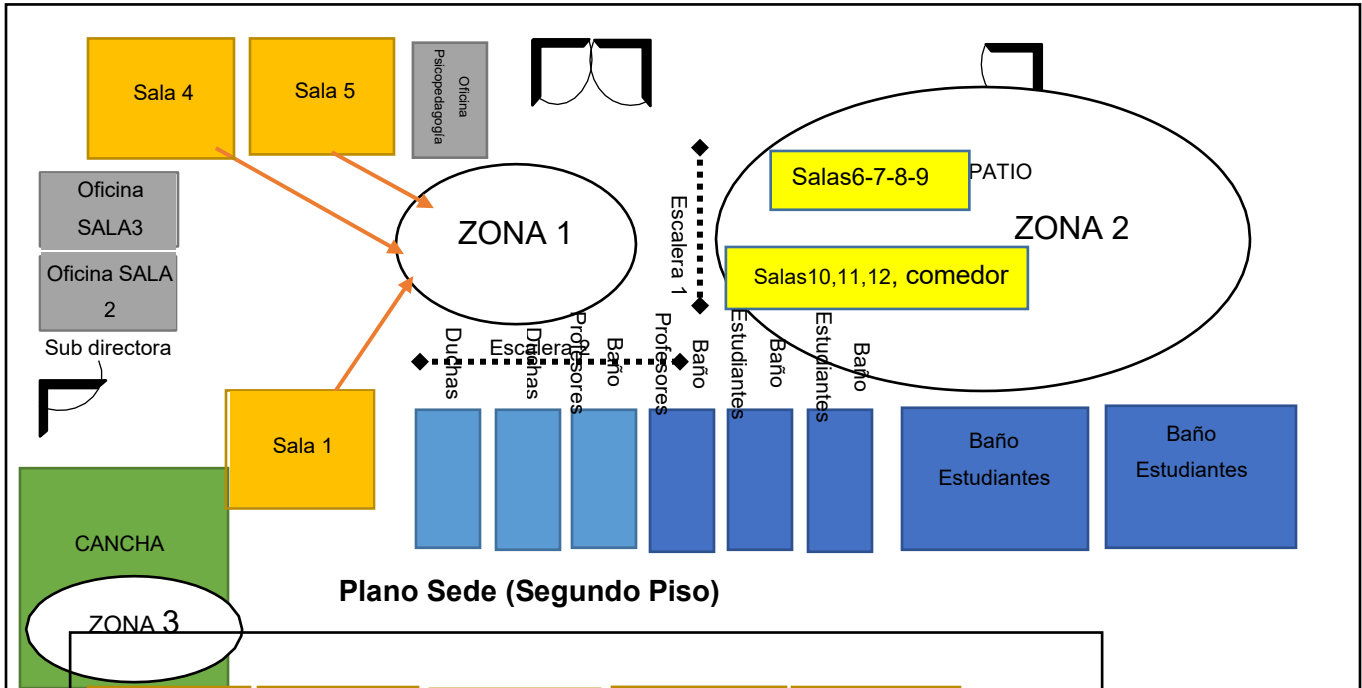 Sala 4
Sala 5
Oficina
Psicopedagogía
Oficina
SALA3
Oficina SALA
2
Sub directora
ZONA 1
Escalera 1
Salas6-7-8-9
PATIO
ZONA 2
Salas10,11,12, comedor
Escalera 2
Duchas
Duchas
Baño
Profesores
Baño
Profesores
Baño
Estudiantes
Baño
Estudiantes
Sala 1
Baño
Estudiantes
Baño
Estudiantes
CANCHA
ZONA 3
Plano Sede (Segundo Piso)